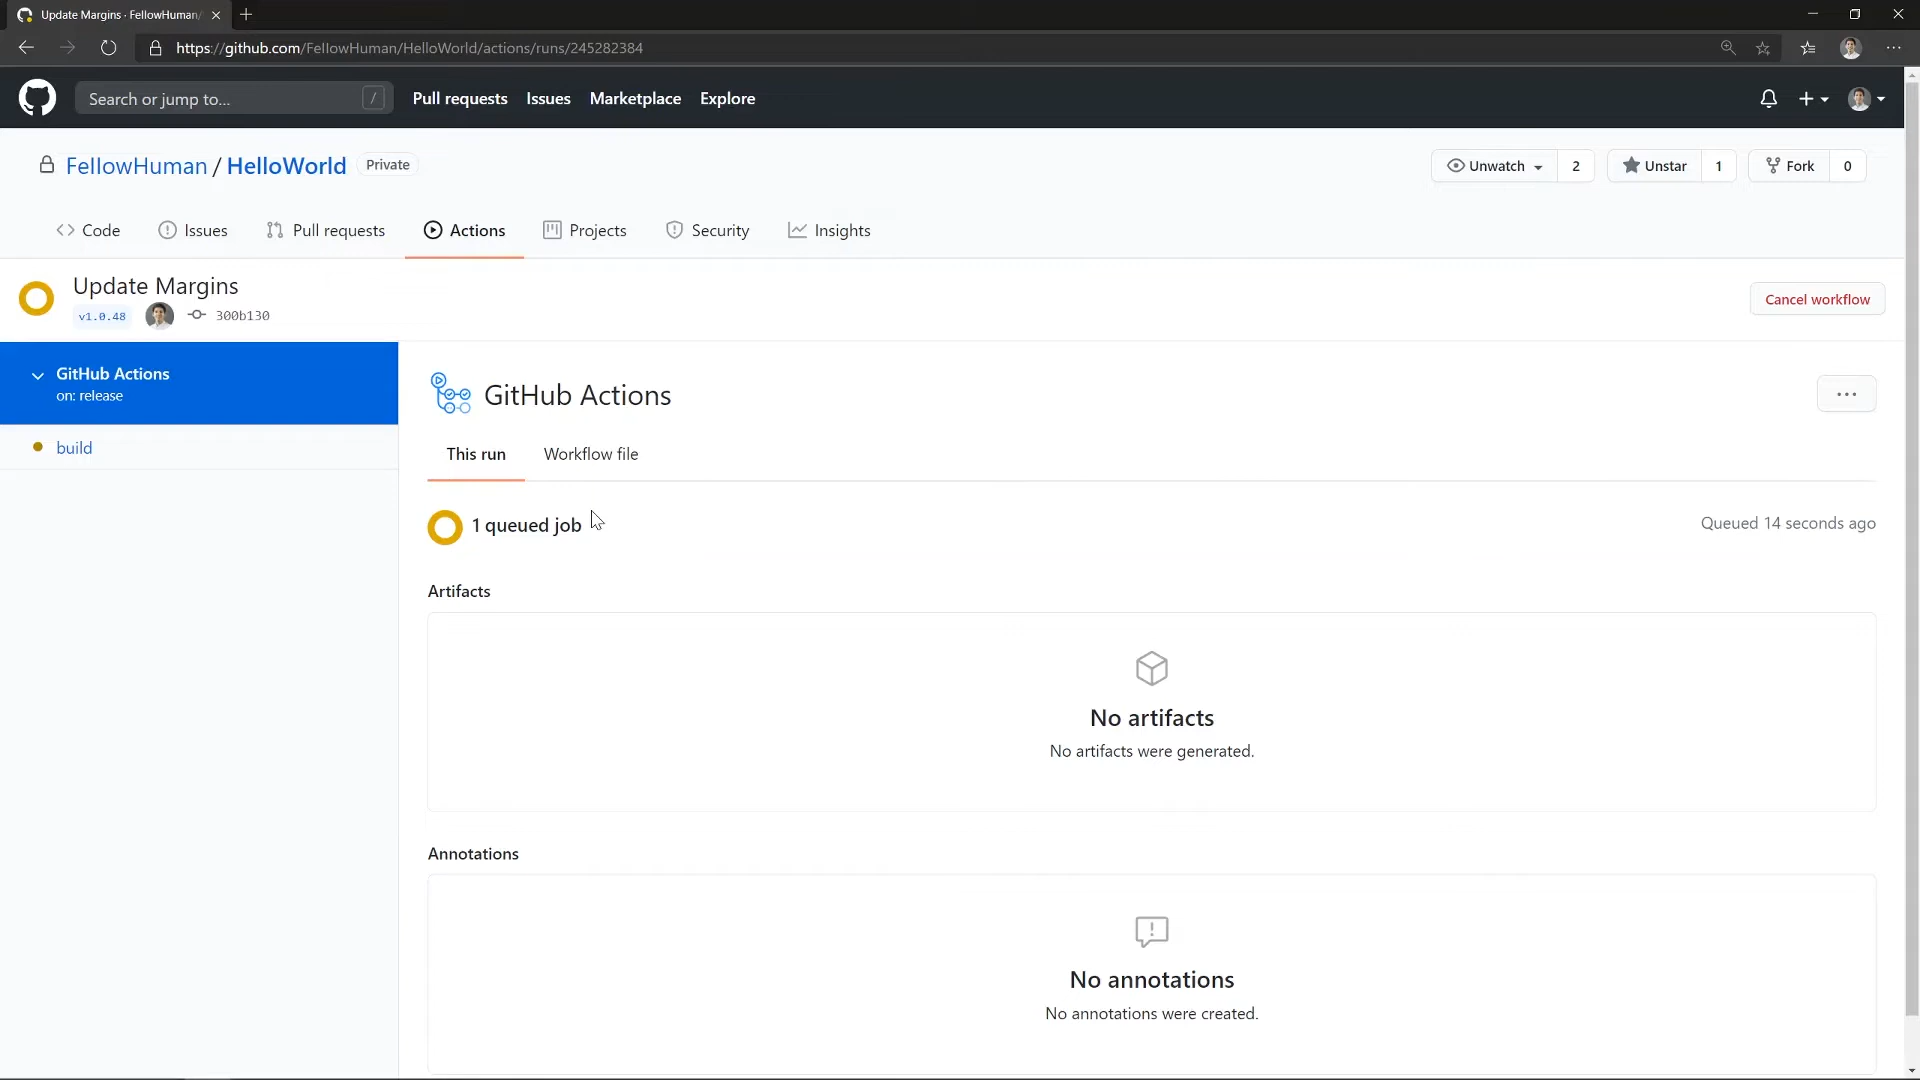 Update Margins · FellowHuman/
https://github.com/FellowHuman/HelloWorld/actions/runs/245282384
Search or jump to... /
Pull requests Issues Marketplace Explore
FellowHuman / HelloWorld Private
Unwatch 2 Unstar 1 Fork 0
Code Issues Pull requests Actions Projects Security Insights
Update Margins
v1.0.48 300b130
Cancel workflow
GitHub Actions
on: release
build
GitHub Actions
This run Workflow file
1 queued job
Queued 14 seconds ago
Artifacts
No artifacts
No artifacts were generated.
Annotations
No annotations
No annotations were created.